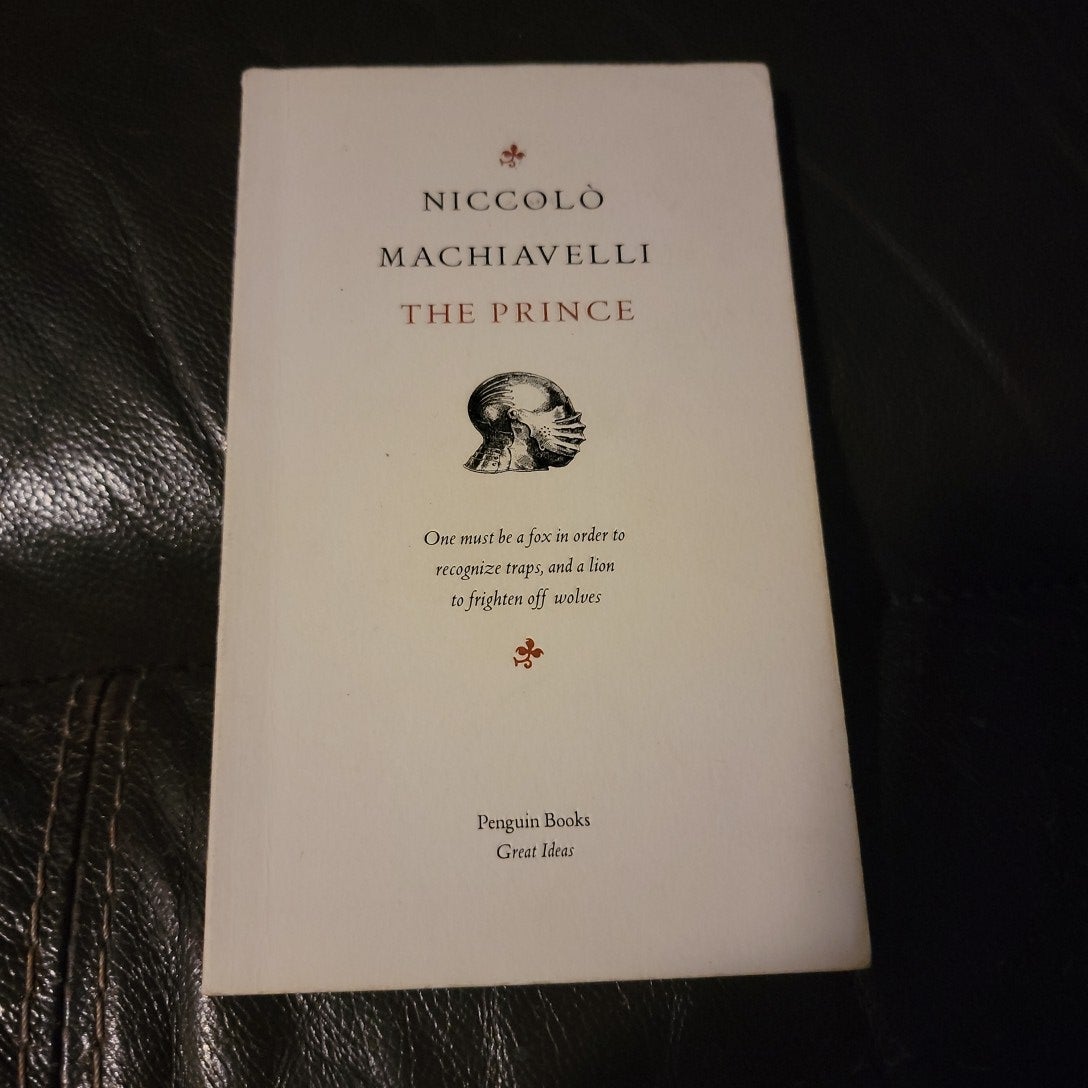 NICCOLÒ
MACHIAVELLI
THE PRINCE
One must be a fox in order to
recognize traps, and a lion
to frighten off wolves
Penguin Books
Great Ideas